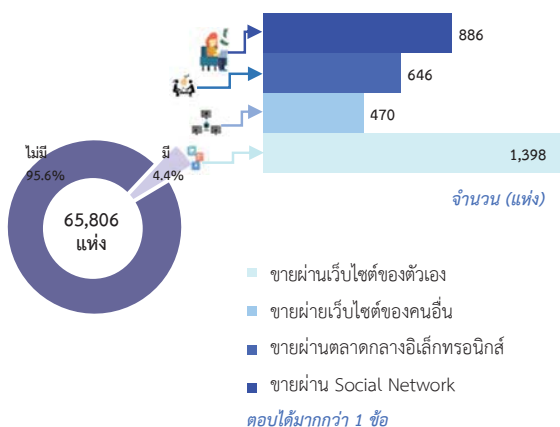 886
646
470
1,398
จำนวน (แห่ง)
ไม่มี
95.6%
มี
4.4%
65,806
แห่ง
ขายผ่านเว็บไซต์ของตัวเอง
ขายผ่ายเว็บไซต์ของคนอื่น
ขายผ่านตลาดกลางอิเล็กทรอนิกส์
ขายผ่าน Social Network
ตอบได้มากกว่า 1 ข้อ